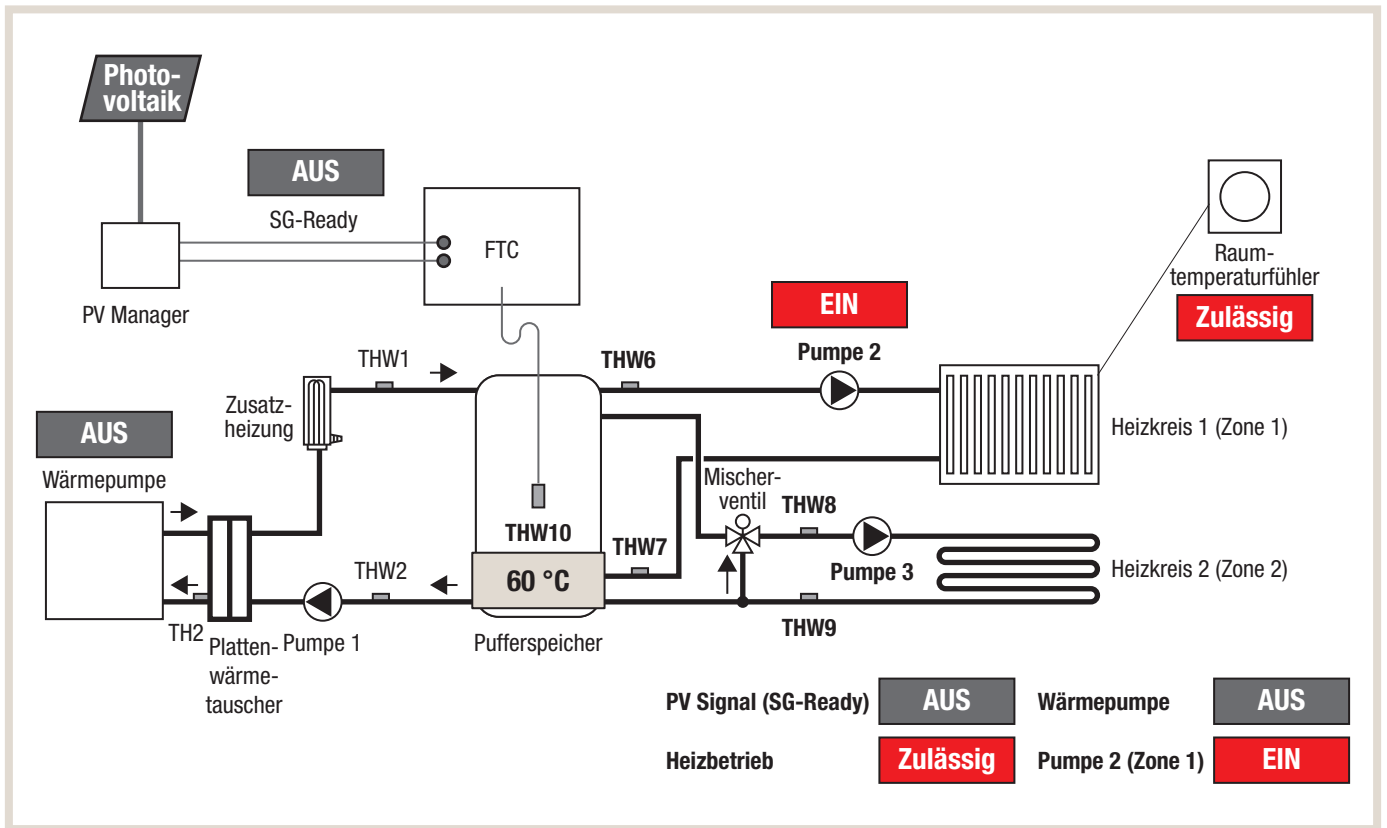 Photo-
voltaik
AUS
SG-Ready
FTC
PV Manager
Raum-
temperaturfühler
Zulässig
EIN
Pumpe 2
THW1
THW6
Zusatz-
heizung
AUS
Wärmepumpe
Heizkreis 1 (Zone 1)
Mischer-
ventil
THW8
THW10
THW7
THW2
60 °C
Pumpe 3
Heizkreis 2 (Zone 2)
TH2
Pumpe 1
Pufferspeicher
THW9
Platten-
wärme-
tauscher
PV Signal (SG-Ready) AUS Wärmepumpe AUS
Heizbetrieb Zulässig Pumpe 2 (Zone 1) EIN